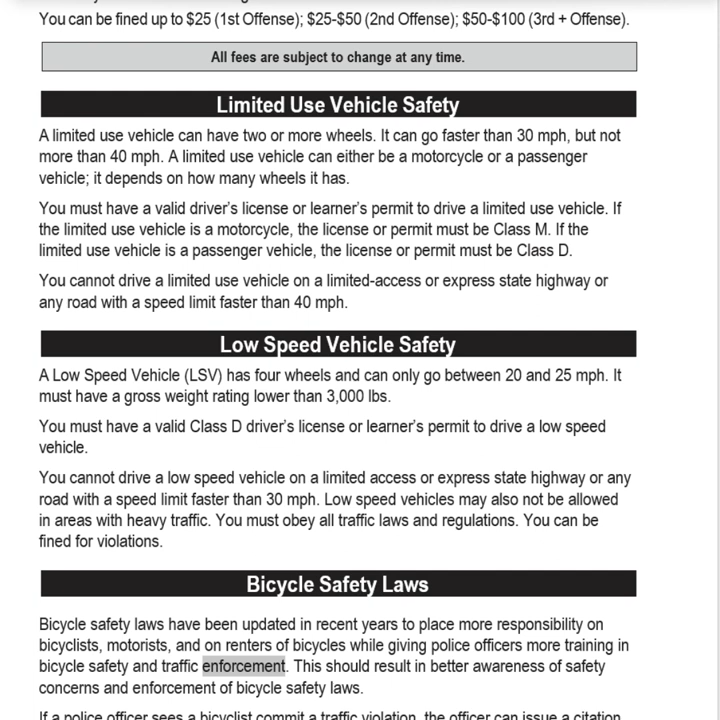 You can be fined up to $25 (1st Offense); $25-$50 (2nd Offense); $50-$100 (3rd + Offense).
All fees are subject to change at any time.
Limited Use Vehicle Safety
A limited use vehicle can have two or more wheels. It can go faster than 30 mph, but not
more than 40 mph. A limited use vehicle can either be a motorcycle or a passenger
vehicle; it depends on how many wheels it has.
You must have a valid driver’s license or learner’s permit to drive a limited use vehicle. If
the limited use vehicle is a motorcycle, the license or permit must be Class M. If the
limited use vehicle is a passenger vehicle, the license or permit must be Class D.
You cannot drive a limited use vehicle on a limited-access or express state highway or
any road with a speed limit faster than 40 mph.
Low Speed Vehicle Safety
A Low Speed Vehicle (LSV) has four wheels and can only go between 20 and 25 mph. It
must have a gross weight rating lower than 3,000 lbs.
You must have a valid Class D driver’s license or learner’s permit to drive a low speed
vehicle.
You cannot drive a low speed vehicle on a limited access or express state highway or any
road with a speed limit faster than 30 mph. Low speed vehicles may also not be allowed
in areas with heavy traffic. You must obey all traffic laws and regulations. You can be
fined for violations.
Bicycle Safety Laws
Bicycle safety laws have been updated in recent years to place more responsibility on
bicyclists, motorists, and on renters of bicycles while giving police officers more training in
bicycle safety and traffic enforcement. This should result in better awareness of safety
concerns and enforcement of bicycle safety laws.
If a police officer sees a bicyclist commit a traffic violation, the officer can issue a citation